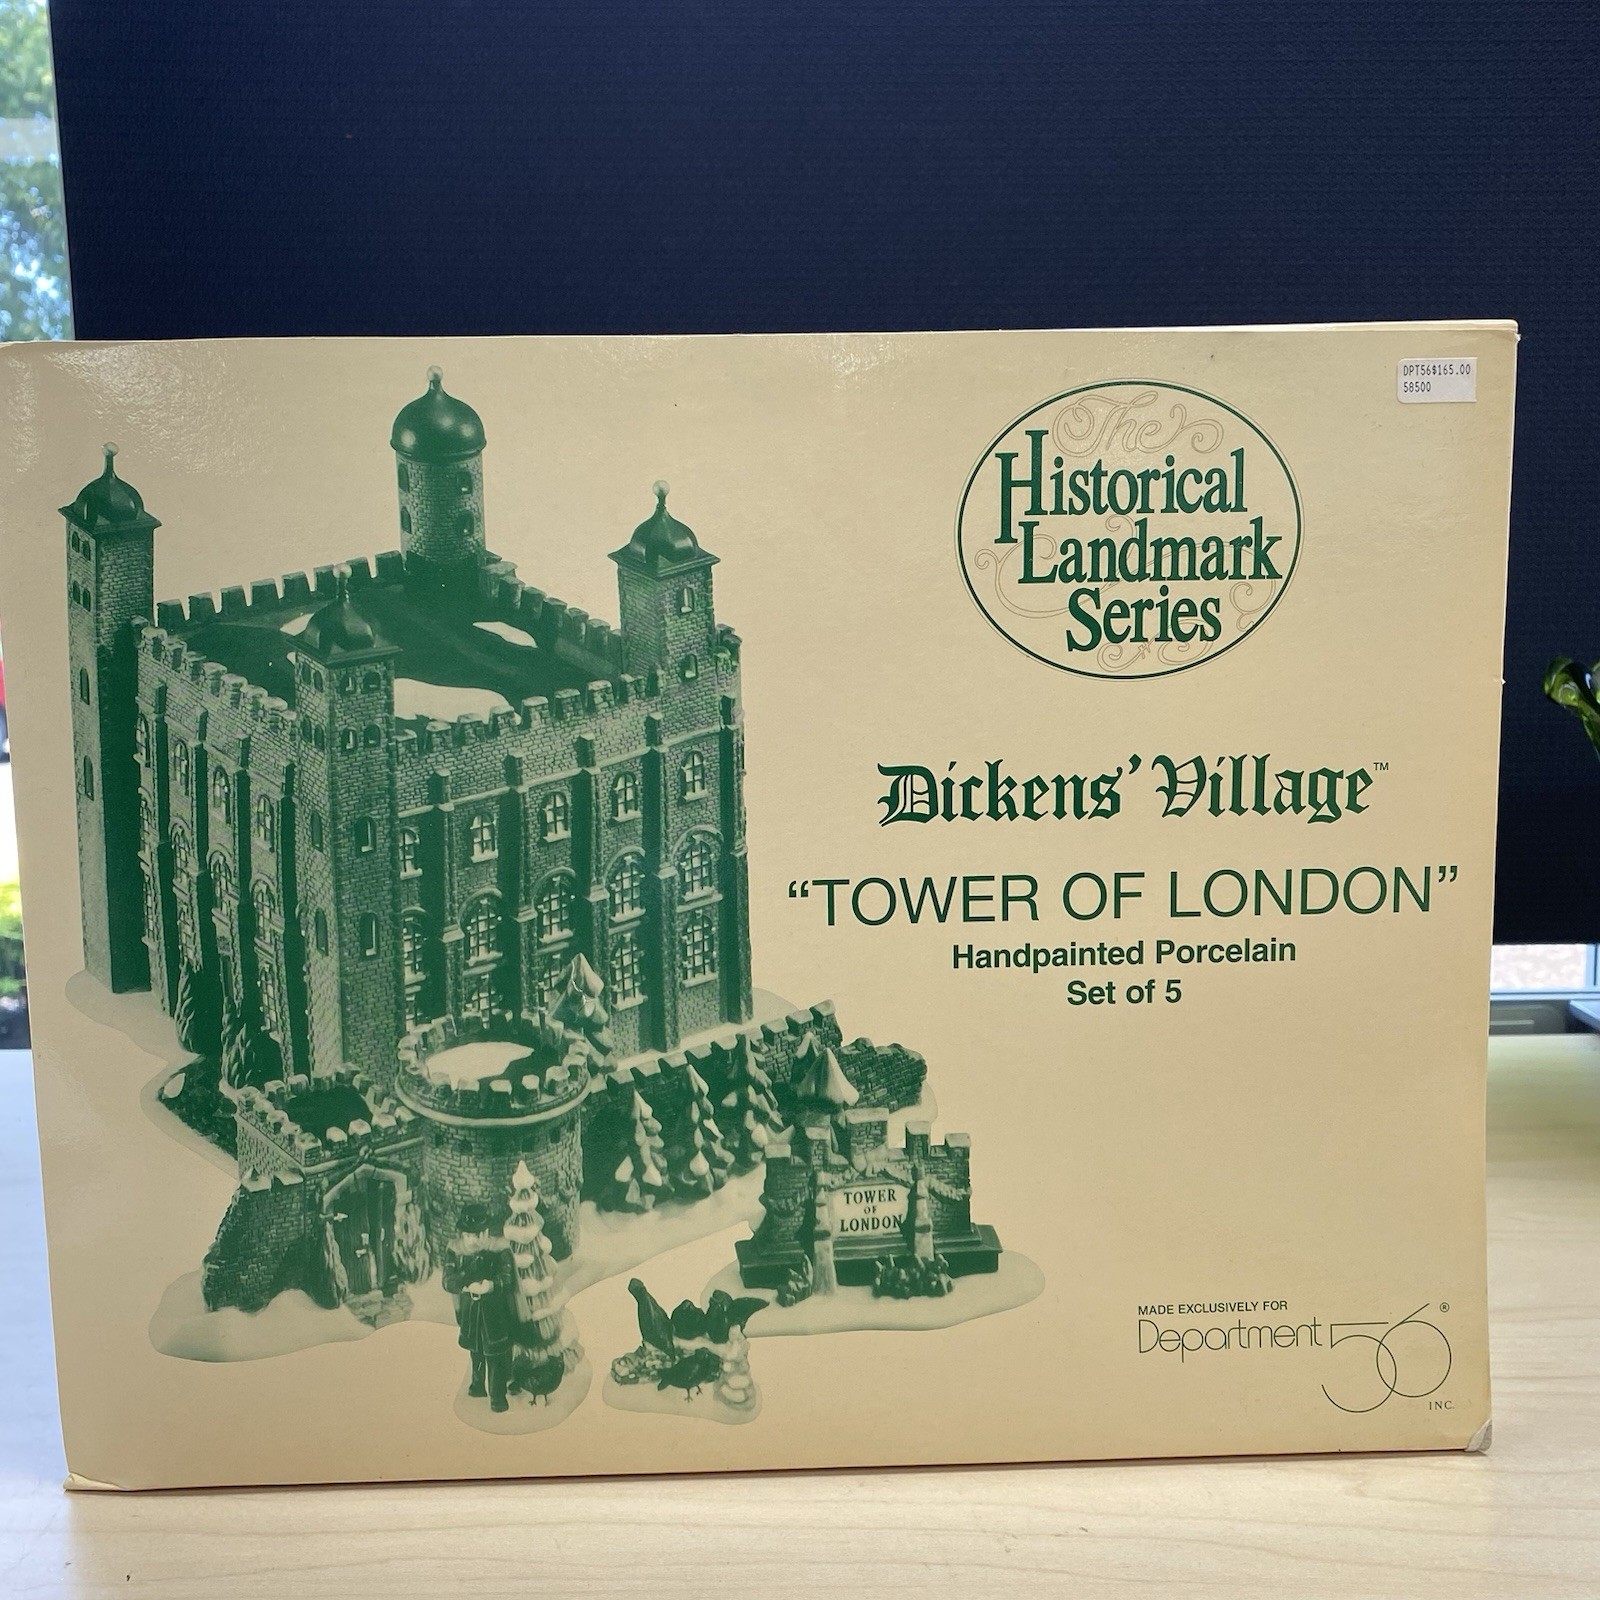 DPT56$165.00
58500
The
Historical
Landmark
Series
Dickens' Village™
“TOWER OF LONDON”
Handpainted Porcelain
Set of 5
TOWER
OF
LONDON
MADE EXCLUSIVELY FOR
Department 56®
INC.